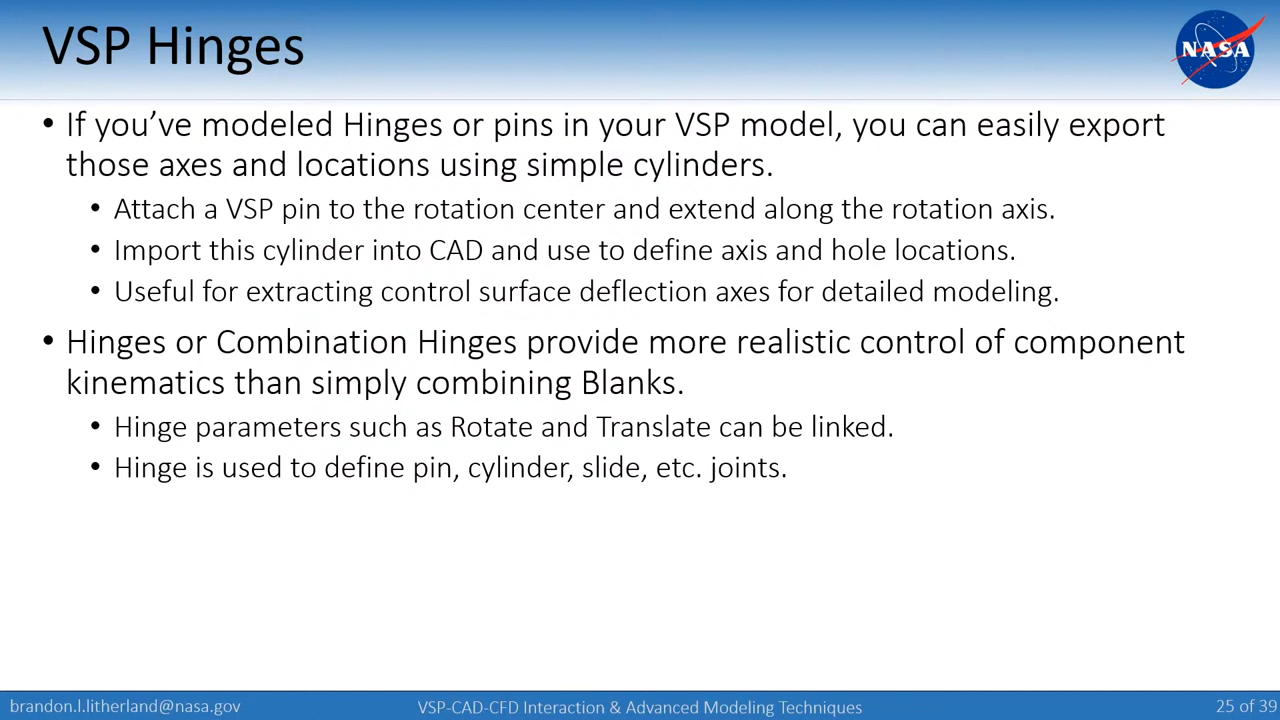 VSP Hinges
NASA
• If you’ve modeled Hinges or pins in your VSP model, you can easily export
those axes and locations using simple cylinders.
• Attach a VSP pin to the rotation center and extend along the rotation axis.
• Import this cylinder into CAD and use to define axis and hole locations.
• Useful for extracting control surface deflection axes for detailed modeling.
• Hinges or Combination Hinges provide more realistic control of component
kinematics than simply combining Blanks.
• Hinge parameters such as Rotate and Translate can be linked.
• Hinge is used to define pin, cylinder, slide, etc. joints.
brandon.l.litherland@nasa.gov
VSP-CAD-CFD Interaction & Advanced Modeling Techniques
25 of 39